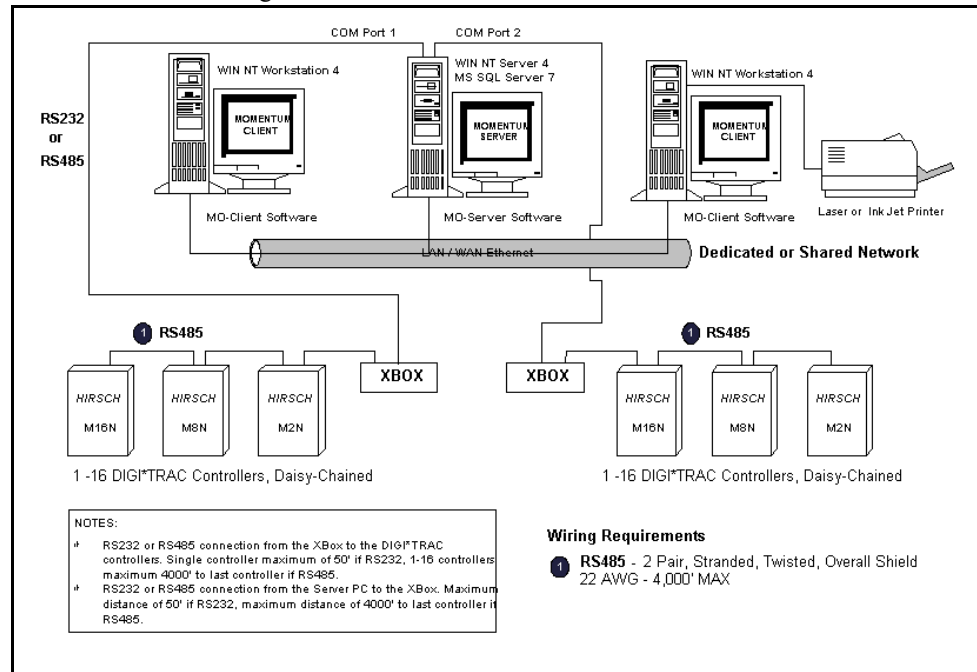 COM Port 1
COM Port 2
WIN NT Workstation 4
WIN NT Server 4
MS SQL Server 7
WIN NT Workstation 4
RS232
or
RS485
MOMENTUM
CLIENT
MOMENTUM
SERVER
MOMENTUM
CLIENT
MO-Client Software
MO-Server Software
MO-Client Software
Laser or Ink Jet Printer
LAN / WAN Ethernet
Dedicated or Shared Network
1 RS485
1 RS485
XBOX
XBOX
HIRSCH
M16N
HIRSCH
M8N
HIRSCH
M2N
HIRSCH
M16N
HIRSCH
M8N
HIRSCH
M2N
1 -16 DIGI*TRAC Controllers, Daisy-Chained
1 -16 DIGI*TRAC Controllers, Daisy-Chained
NOTES:
* RS232 or RS485 connection from the XBox to the DIGI*TRAC
controllers. Single controller maximum of 50' if RS232, 1-16 controllers
maximum 4000' to last controller if RS485.
* RS232 or RS485 connection from the Server PC to the XBox. Maximum
distance of 50' if RS232, maximum distance of 4000' to last controller if
RS485.
Wiring Requirements
1 RS485 - 2 Pair, Stranded, Twisted, Overall Shield
22 AWG - 4,000' MAX